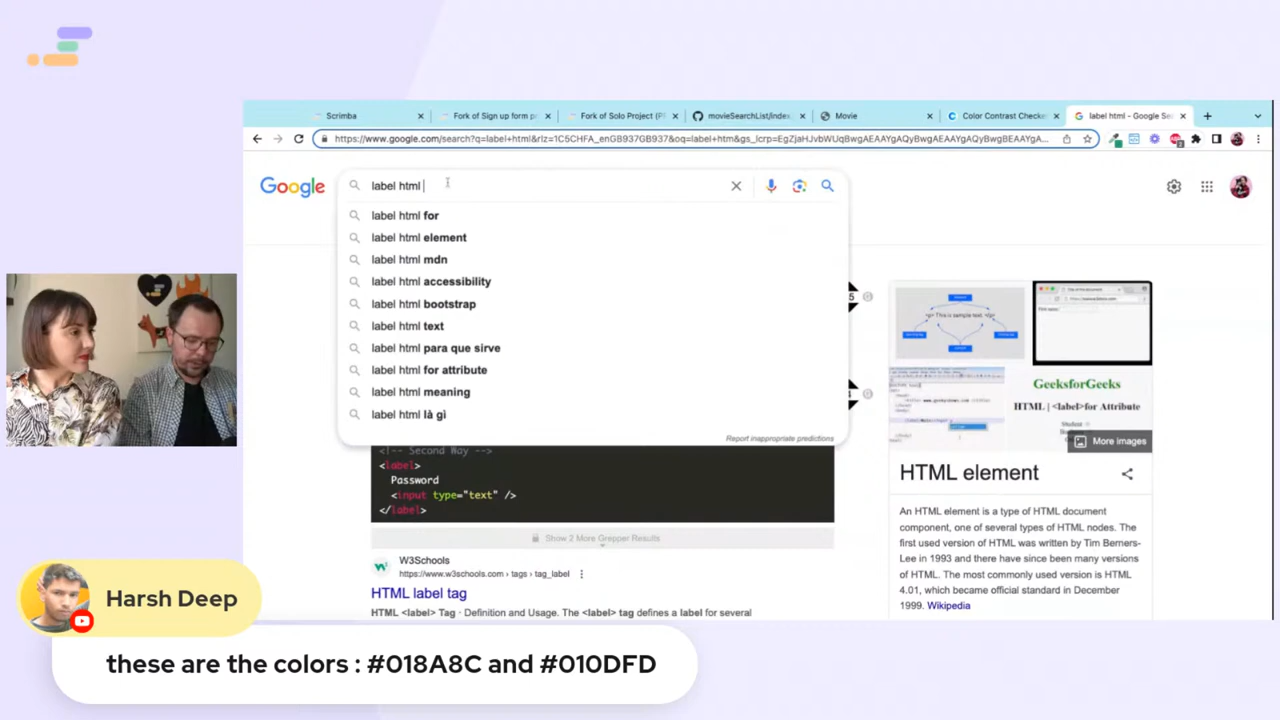 Scrimba
Fork of Sign up form p
Fork of Solo Project (P
movieSearchList/index.
Movie
Color Contrast Checke
label html - Google Se
https://www.google.com/search?q=label+html&rlz=1C5CHFA_enGB937GB937&oq=label+htm&gs_lcrp=
Google
label html
label html for
label html element
label html mdn
label html accessibility
label html bootstrap
label html text
label html para que sirve
label html for attribute
label html meaning
label html là gì
Report inappropriate predictions
<!-- Second Way -->
<label>
Password
<input type="text" />
</label>
Show 2 More Grepper Results
W3Schools
https://www.w3schools.com › tags › tag_label
HTML label tag
HTML <label> Tag · Definition and Usage. The <label> tag defines a label for several
GeeksforGeeks
HTML | <label>for Attribute
More images
HTML element
An HTML element is a type of HTML document
component, one of several types of HTML nodes. The
first used version of HTML was written by Tim Berners-
Lee in 1993 and there have since been many versions
of HTML. The most commonly used version is HTML
4.01, which became official standard in December
1999. Wikipedia
Harsh Deep
these are the colors : #018A8C and #010DFD